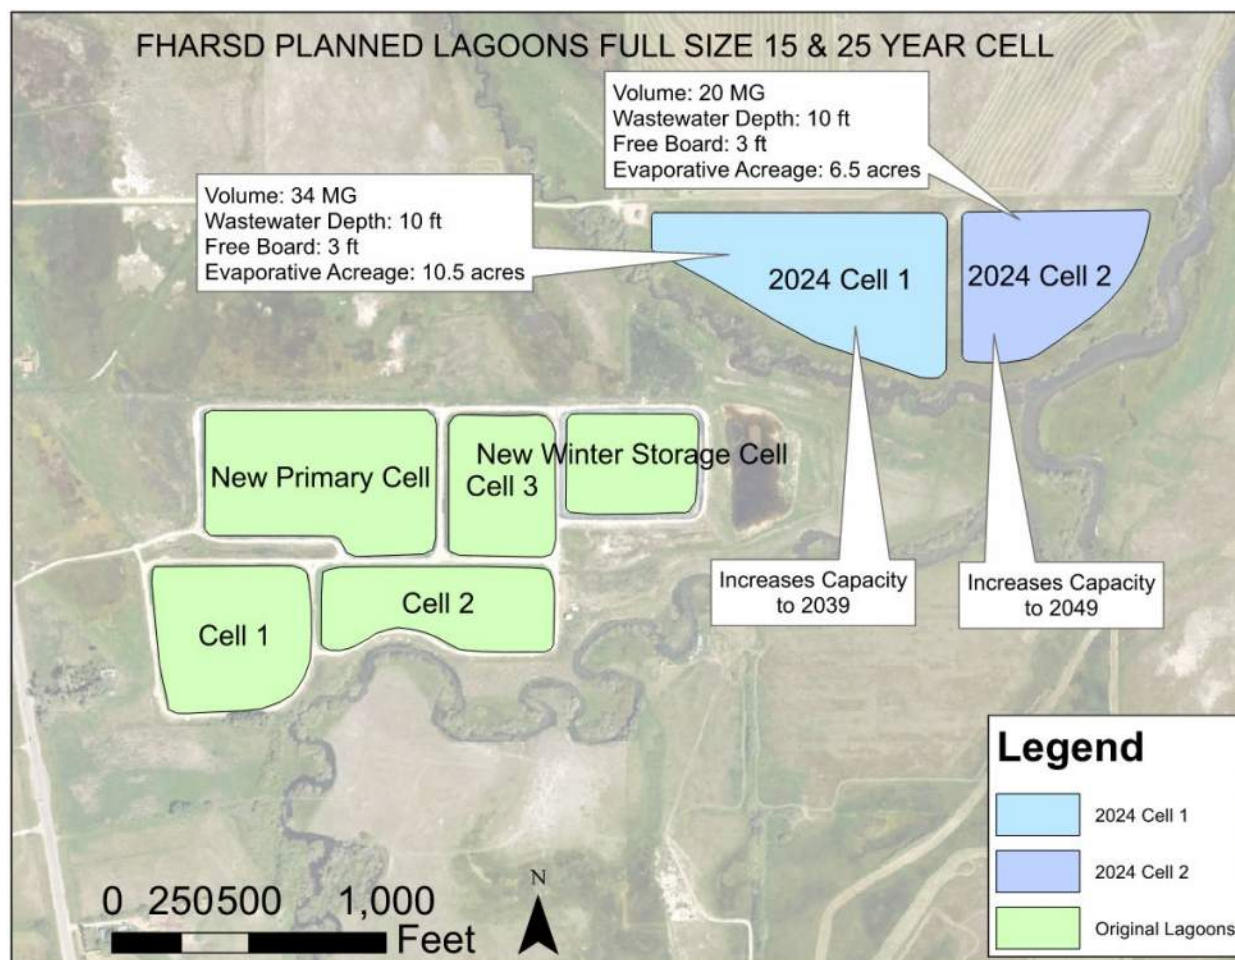 FHARSD PLANNED LAGOONS FULL SIZE 15 & 25 YEAR CELL
Volume: 20 MG
Wastewater Depth: 10 ft
Free Board: 3 ft
Evaporative Acreage: 6.5 acres
Volume: 34 MG
Wastewater Depth: 10 ft
Free Board: 3 ft
Evaporative Acreage: 10.5 acres
2024 Cell 1
2024 Cell 2
New Primary Cell
Cell 3
New Winter Storage Cell
Cell 1
Cell 2
Increases Capacity
to 2039
Increases Capacity
to 2049
Legend
2024 Cell 1
2024 Cell 2
Original Lagoons
0 250 500 1,000
Feet
N